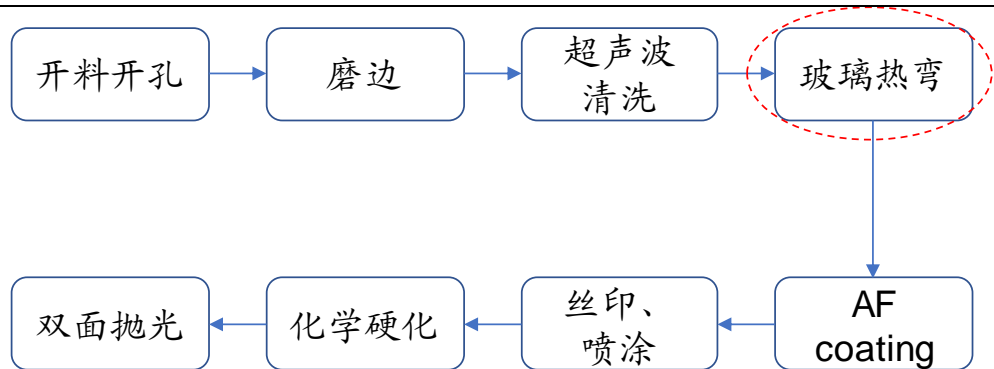 开料开孔
磨边
超声波
清洗
玻璃热弯
双面抛光
化学硬化
丝印、
喷涂
AF
coating